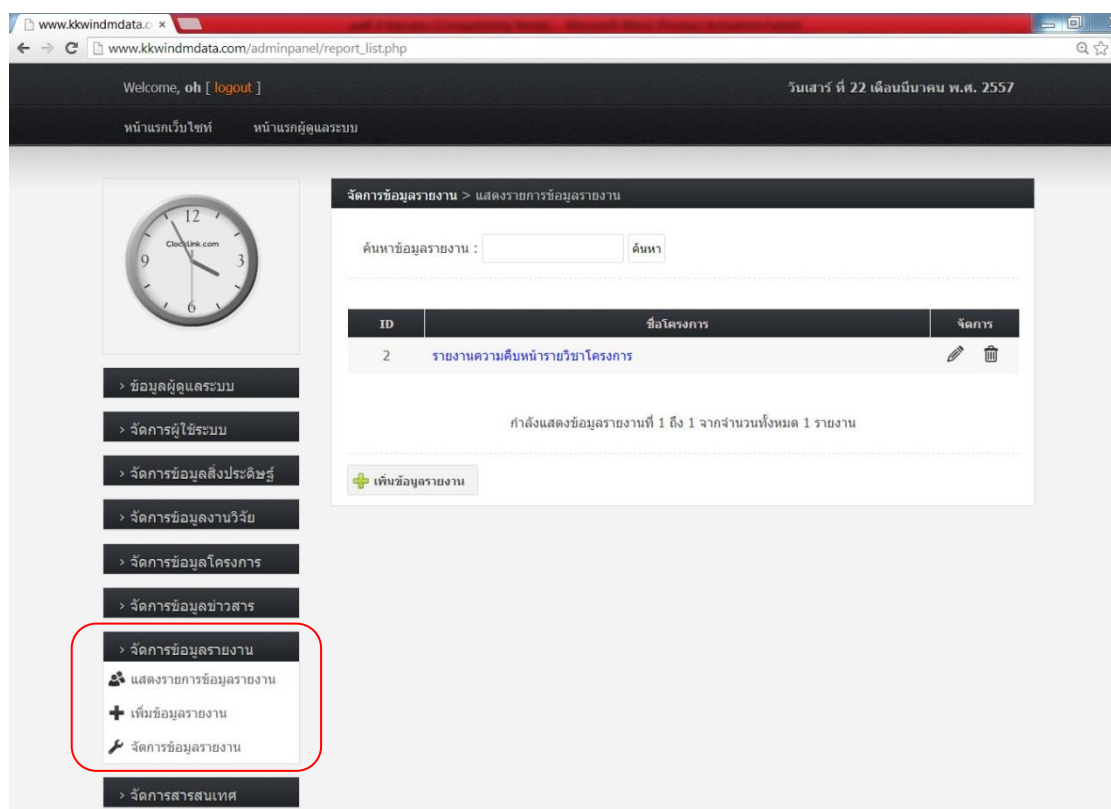 www.kkwindmdata.c
www.kkwindmdata.com/adminpanel/report_list.php
Welcome, oh [ logout ]
วันเสาร์ ที่ 22 เดือนมีนาคม พ.ศ. 2557
หน้าแรกเว็บไซท์ หน้าแรกผู้ดูแลระบบ
12
ClockLink.com
9 3
6
จัดการข้อมูลรายงาน > แสดงรายการข้อมูลรายงาน
ค้นหาข้อมูลรายงาน : ค้นหา
ID ชื่อโครงการ จัดการ
2 รายงานความคืบหน้ารายวิชาโครงการ
กำลังแสดงข้อมูลรายงานที่ 1 ถึง 1 จากจำนวนทั้งหมด 1 รายงาน
เพิ่มข้อมูลรายงาน
> ข้อมูลผู้ดูแลระบบ
> จัดการผู้ใช้ระบบ
> จัดการข้อมูลสิ่งประดิษฐ์
> จัดการข้อมูลงานวิจัย
> จัดการข้อมูลโครงการ
> จัดการข้อมูลข่าวสาร
> จัดการข้อมูลรายงาน
แสดงรายการข้อมูลรายงาน
เพิ่มข้อมูลรายงาน
จัดการข้อมูลรายงาน
> จัดการสารสนเทศ